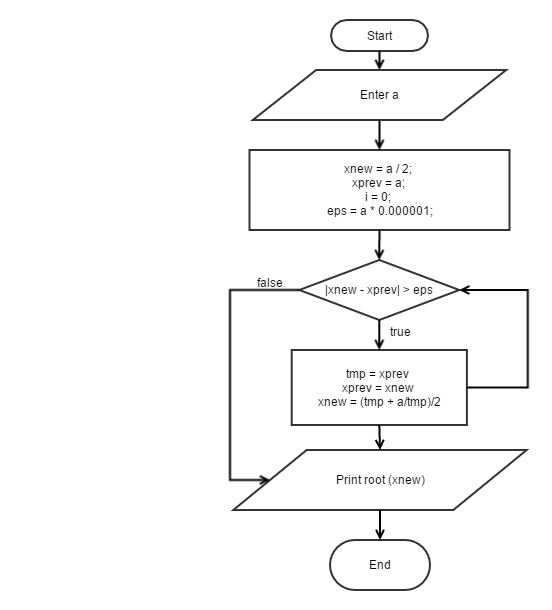 Start
Enter a
xnew = a / 2;
xprev = a;
i = 0;
eps = a * 0.000001;
false
|xnew - xprev| > eps
true
tmp = xprev
xprev = xnew
xnew = (tmp + a/tmp)/2
Print root (xnew)
End